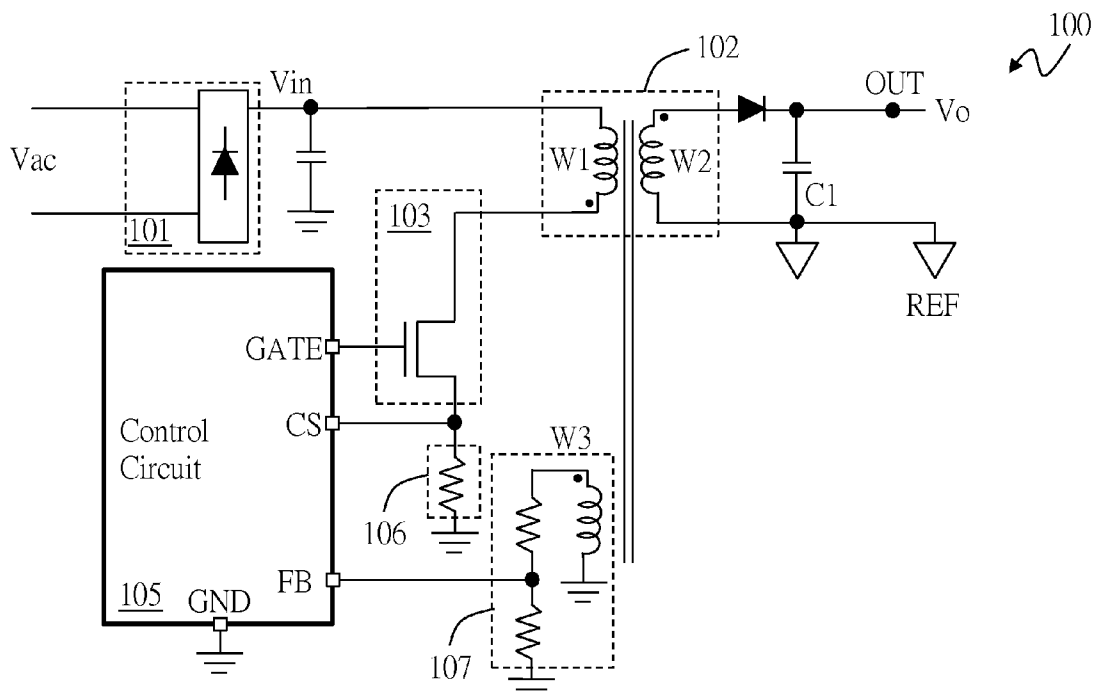 100
102
Vin
OUT
Vo
Vac
W1
W2
C1
101
103
REF
GATE
CS
Control
Circuit
W3
106
FB
105
GND
107